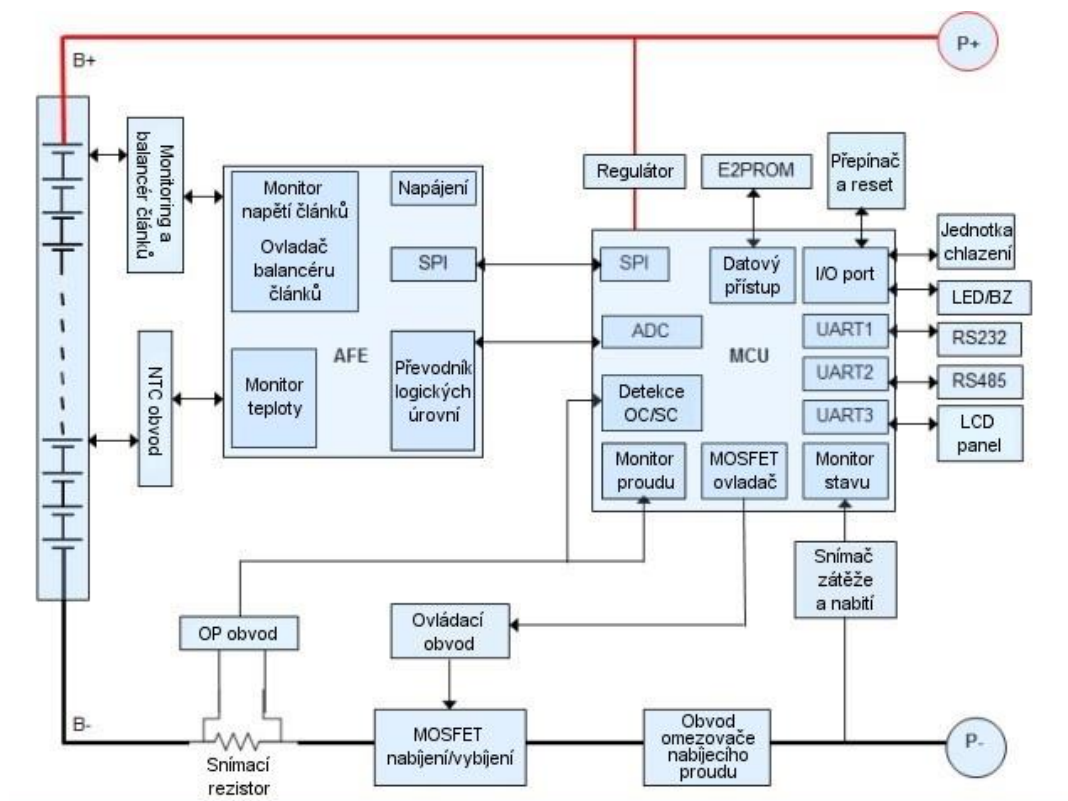 B+
P+
Monitoring a
balancér článků
Monitor
napětí článků
Ovladač
balancéru
článků
Napájení
SPI
AFE
Monitor
teploty
Převodník
logických
úrovní
NTC obvod
Regulátor
E2PROM
Přepínač
a reset
SPI
Datový
přístup
I/O port
Jednotka
chlazení
LED/BZ
ADC
MCU
UART1
RS232
UART2
RS485
Detekce
OC/SC
UART3
LCD
panel
Monitor
proudu
MOSFET
ovladač
Monitor
stavu
Snímač
zátěže
a nabití
OP obvod
Ovládací
obvod
B-
Snímací
rezistor
MOSFET
nabíjení/vybíjení
Obvod
omezovače
nabíjecího
proudu
P-